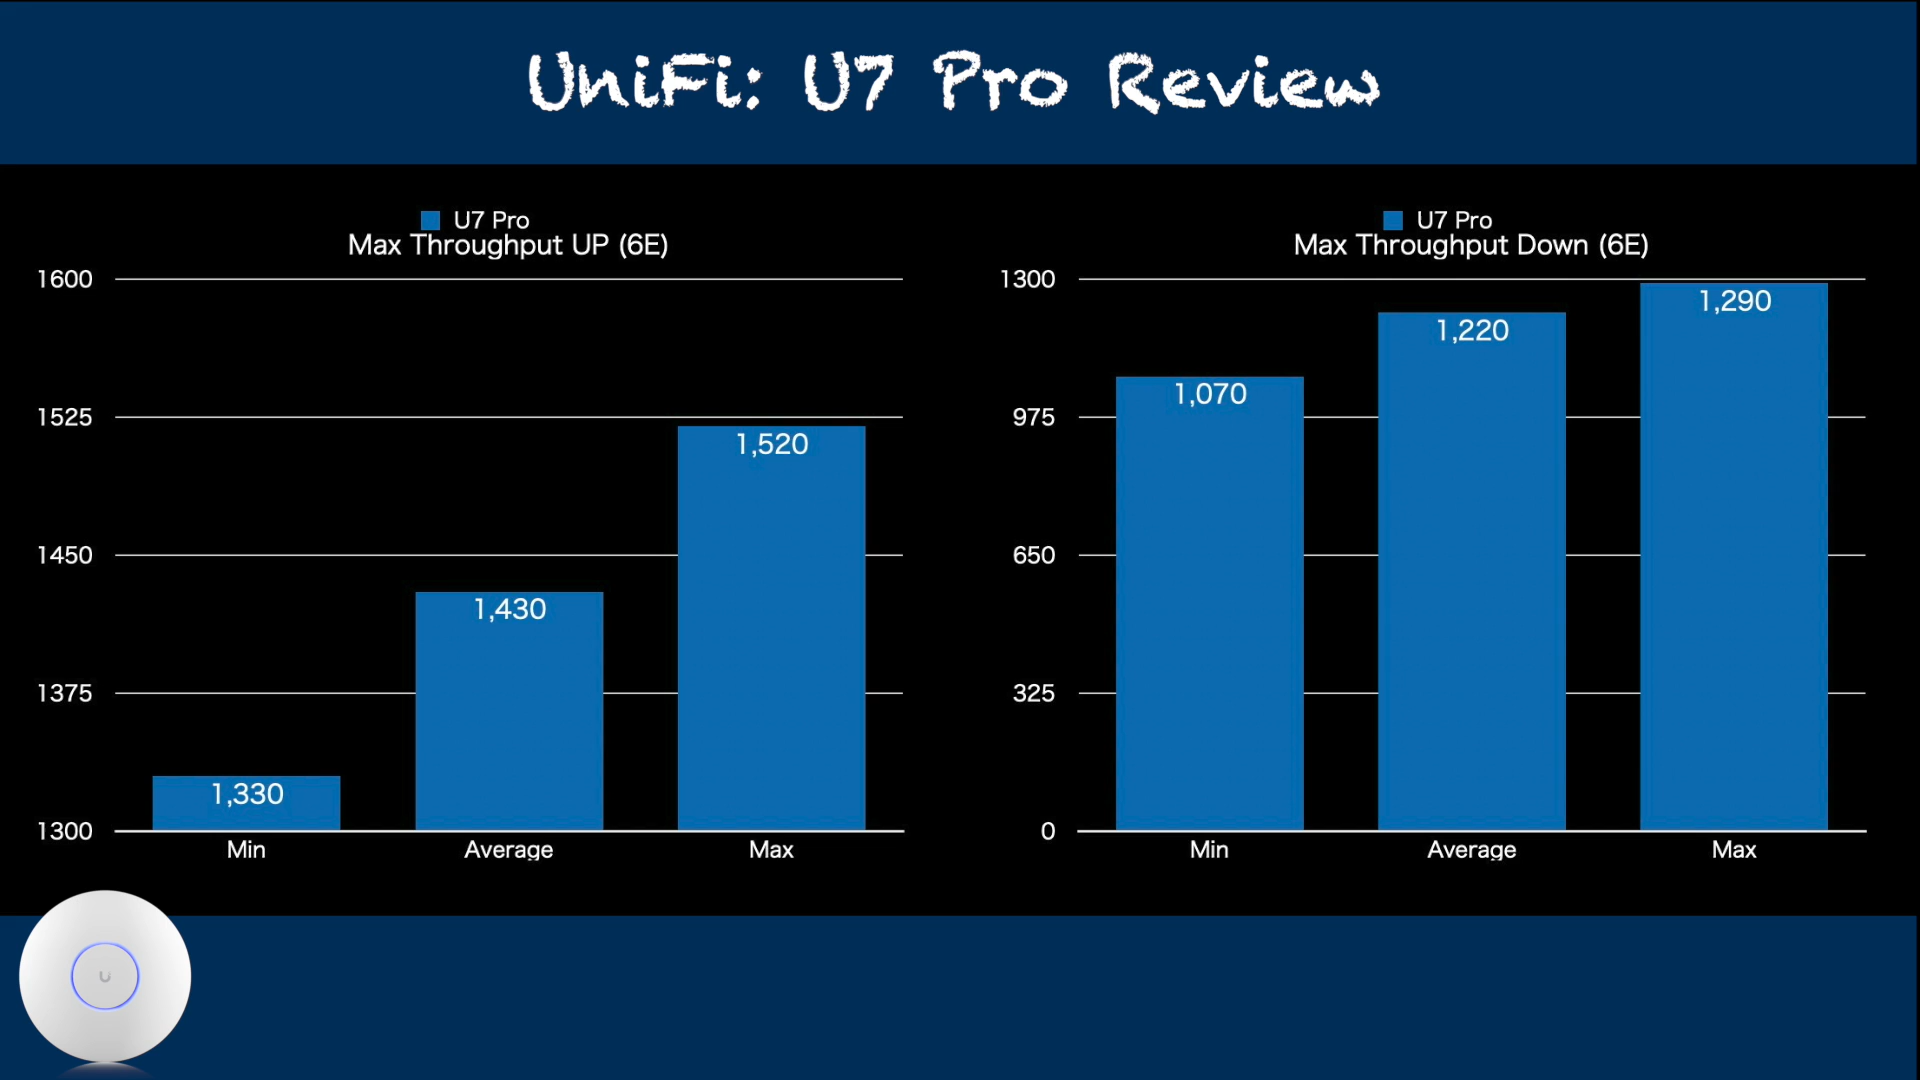 UniFi: U7 Pro Review
U7 Pro
Max Throughput UP (6E)
1600
1525
1450
1375
1300
1,330
1,430
1,520
Min
Average
Max
U7 Pro
Max Throughput Down (6E)
1300
975
650
325
0
1,070
1,220
1,290
Min
Average
Max
U